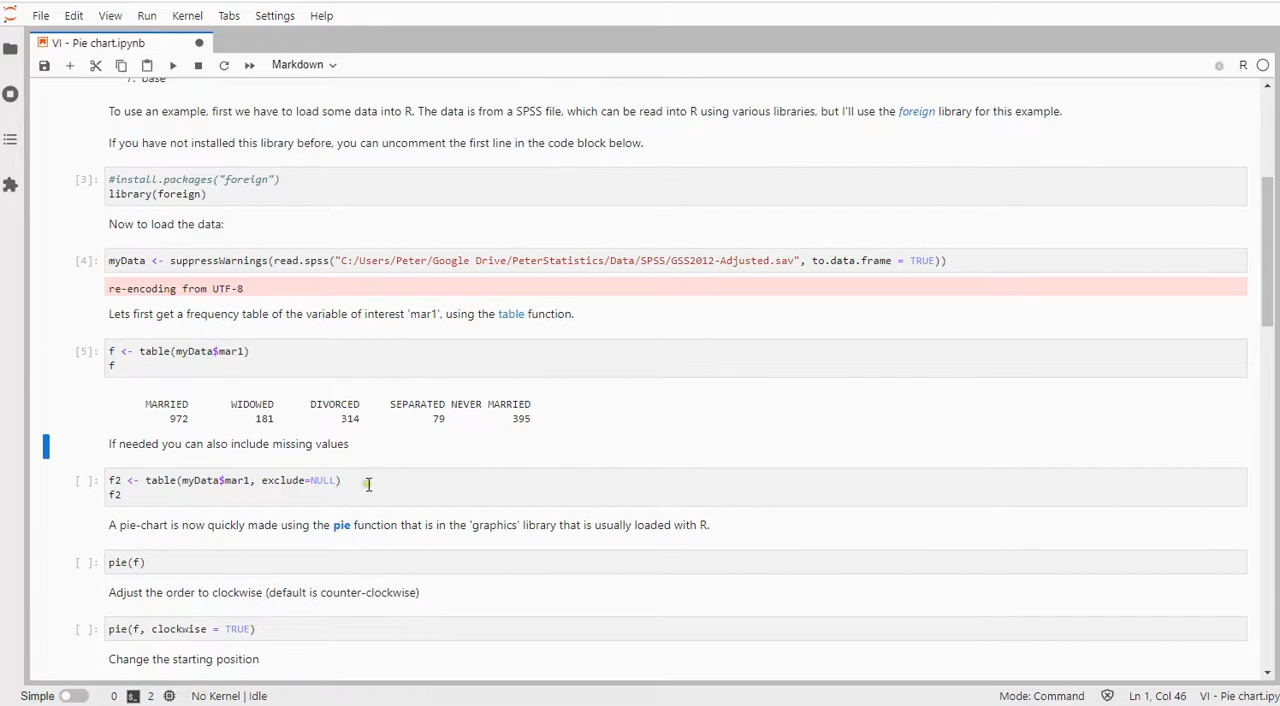 File Edit View Run Kernel Tabs Settings Help
VI - Pie chart.ipynb
Markdown
R
7. Base
To use an example, first we have to load some data into R. The data is from a SPSS file, which can be read into R using various libraries, but I'll use the foreign library for this example.
If you have not installed this library before, you can uncomment the first line in the code block below.
[3]: #install.packages("foreign")
library(foreign)
Now to load the data:
[4]: myData <- suppressWarnings(read.spss("C:/Users/Peter/Google Drive/PeterStatistics/Data/SPSS/GSS2012-Adjusted.sav", to.data.frame = TRUE))
re-encoding from UTF-8
Lets first get a frequency table of the variable of interest 'mar1', using the table function.
[5]: f <- table(myData$mar1)
f
MARRIED WIDOWED DIVORCED SEPARATED NEVER MARRIED
972 181 314 79 395
If needed you can also include missing values
[ ]: f2 <- table(myData$mar1, exclude=NULL)
f2
A pie-chart is now quickly made using the pie function that is in the 'graphics' library that is usually loaded with R.
[ ]: pie(f)
Adjust the order to clockwise (default is counter-clockwise)
[ ]: pie(f, clockwise = TRUE)
Change the starting position
Simple 0 2 No Kernel | Idle Mode: Command Ln 1, Col 46 VI - Pie chart.ipynb